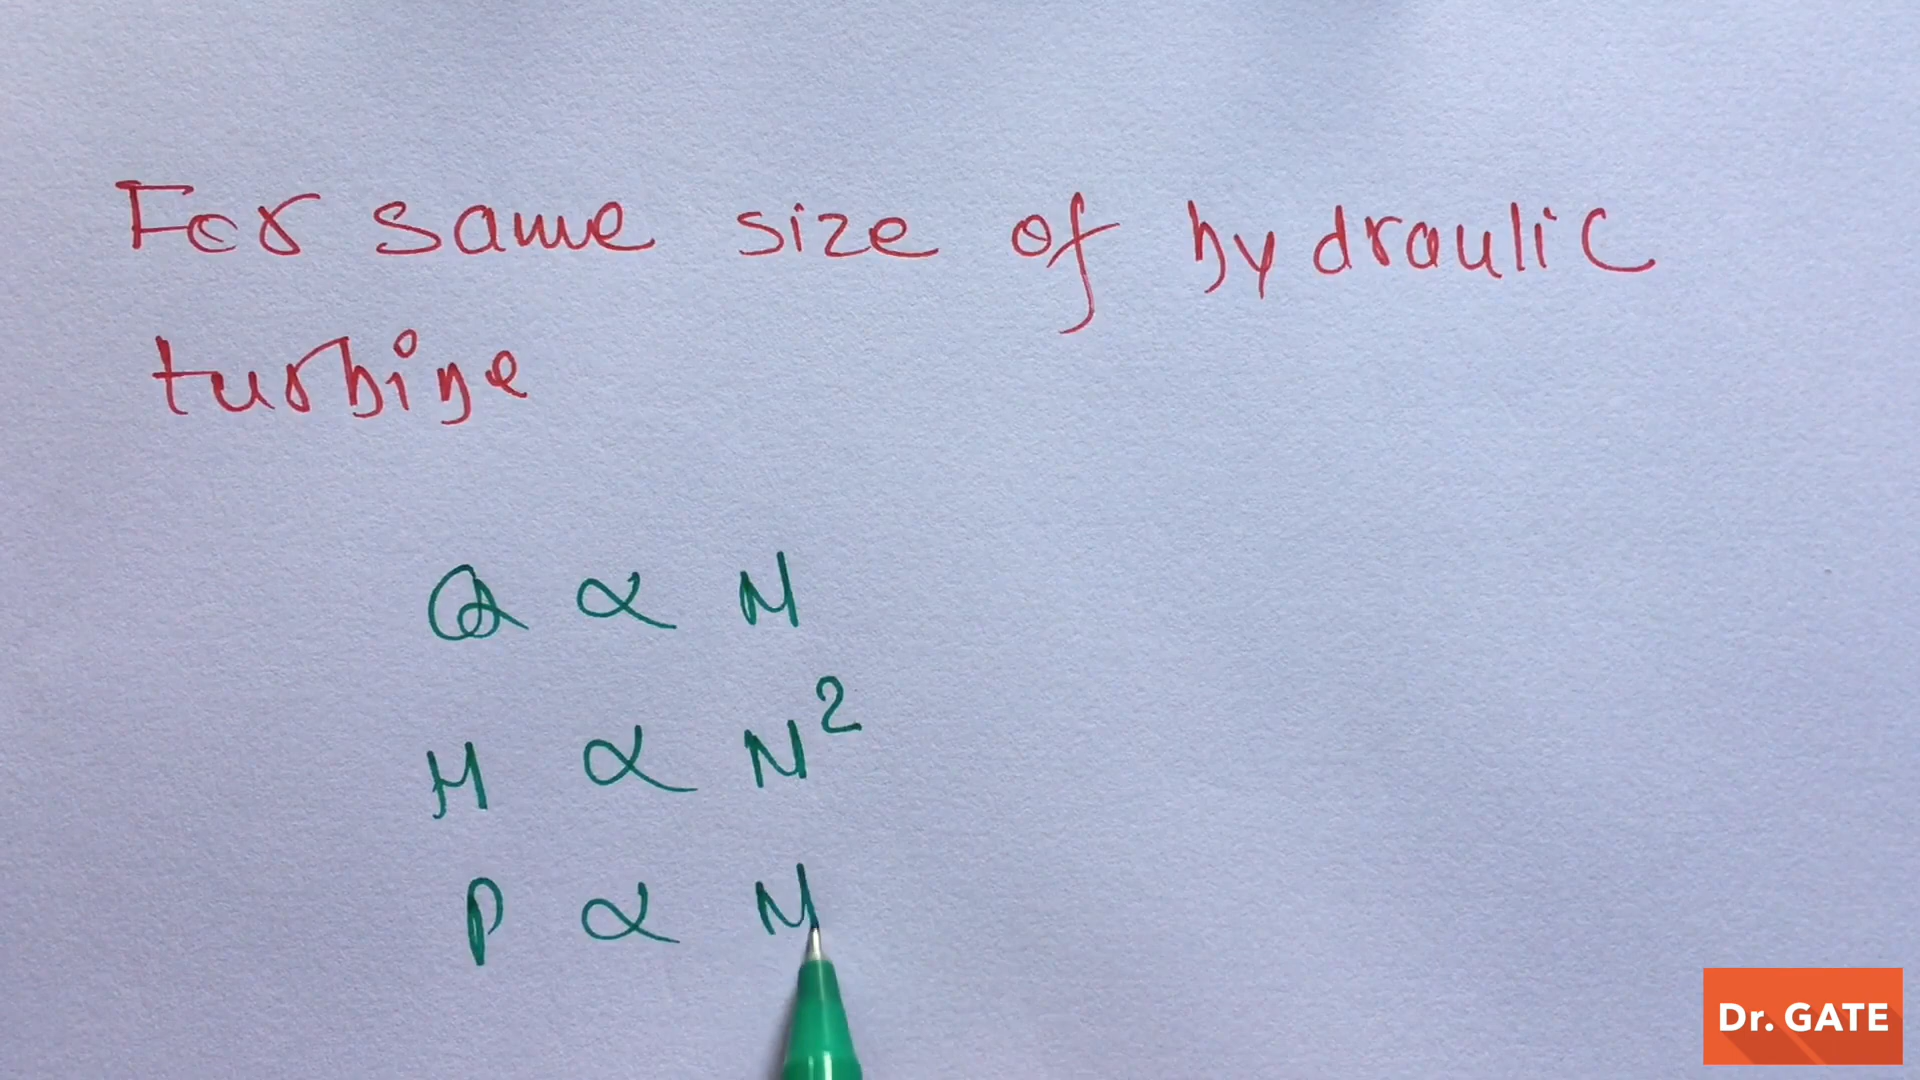 For same size of hydraulic
turbine
Q ∝ N
H ∝ N²
P ∝ N
Dr. GATE